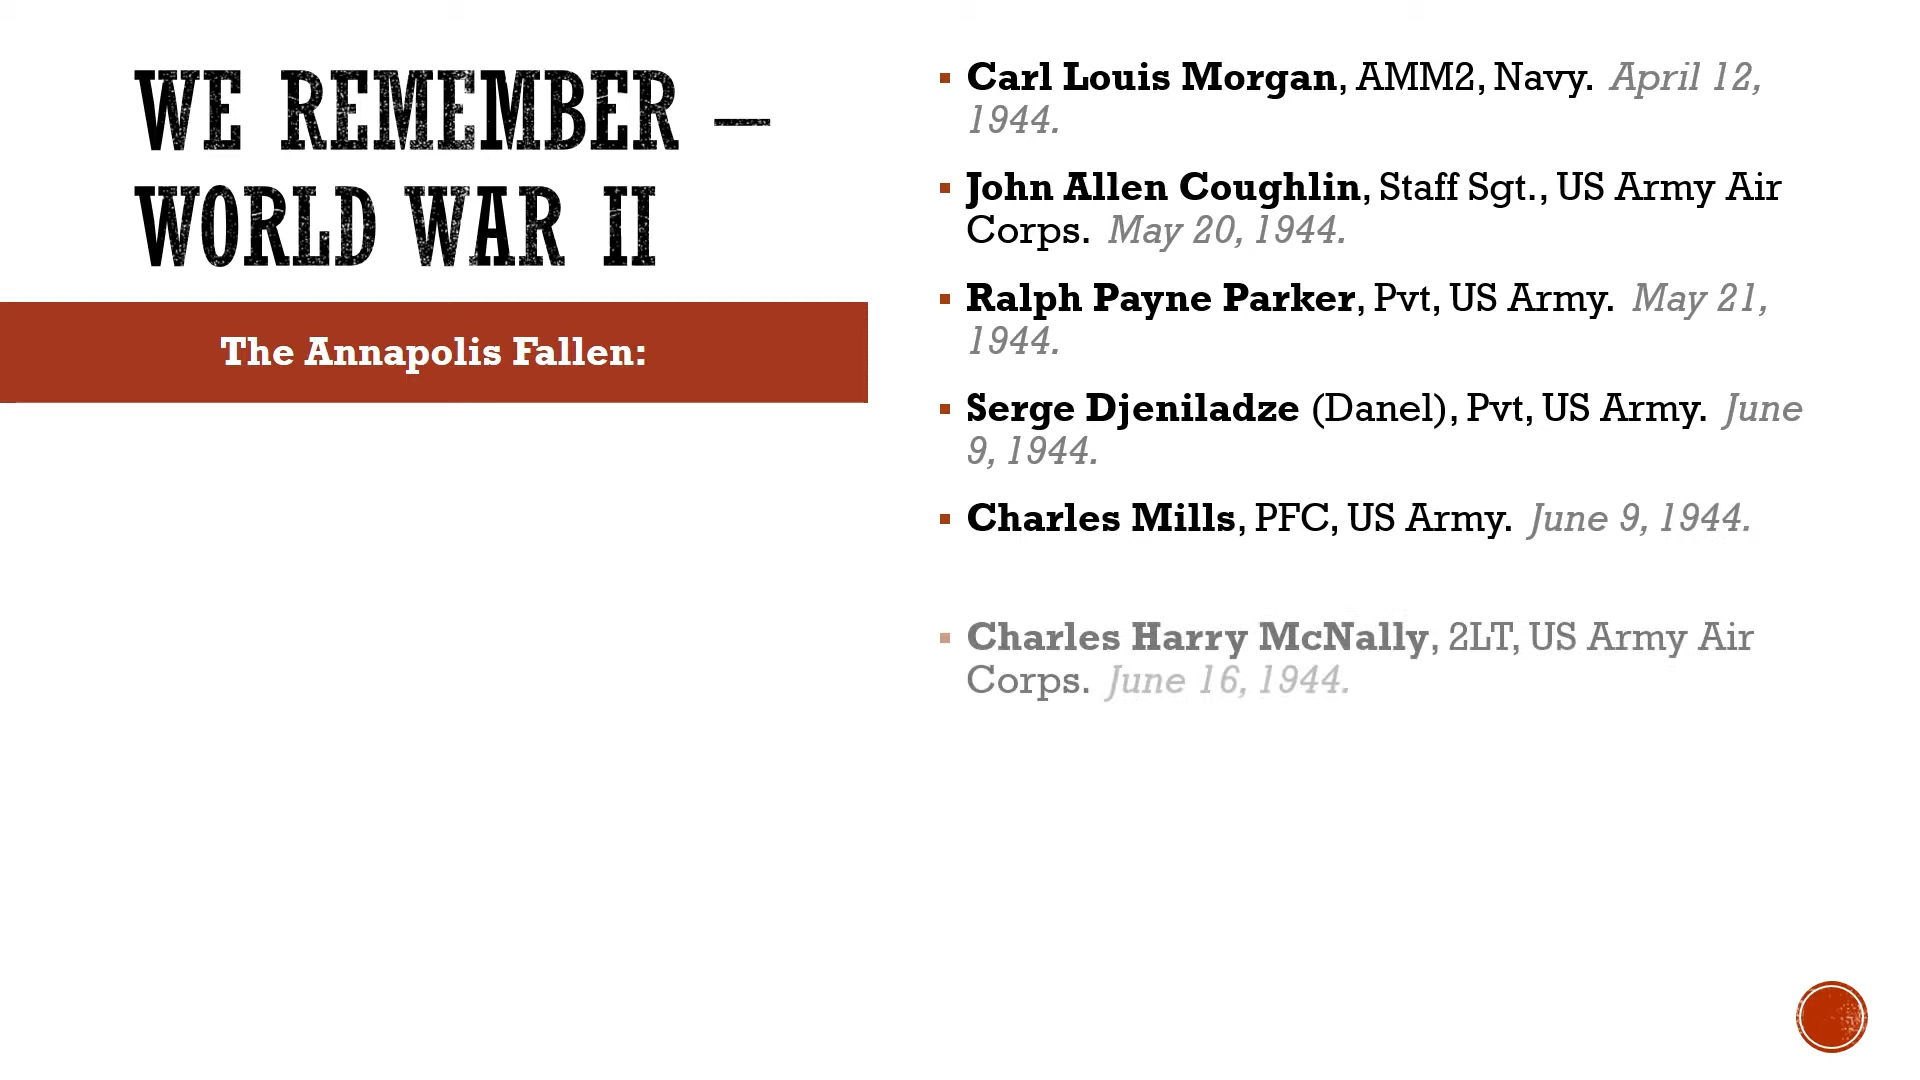 WE REMEMBER –
WORLD WAR II
The Annapolis Fallen:
▪ Carl Louis Morgan, AMM2, Navy. April 12,
1944.
▪ John Allen Coughlin, Staff Sgt., US Army Air
Corps. May 20, 1944.
▪ Ralph Payne Parker, Pvt, US Army. May 21,
1944.
▪ Serge Djeniladze (Danel), Pvt, US Army. June
9, 1944.
▪ Charles Mills, PFC, US Army. June 9, 1944.
▪ Charles Harry McNally, 2LT, US Army Air
Corps. June 16, 1944.